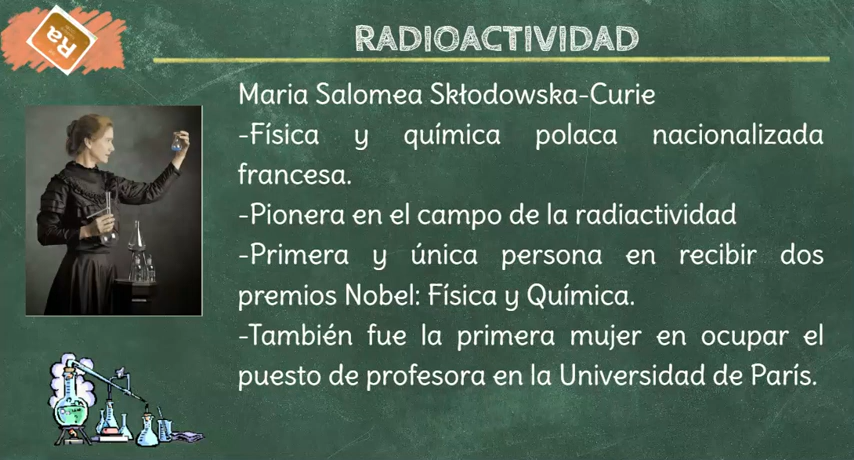 Ra
RADIOACTIVIDAD
Maria Salomea Skłodowska-Curie
-Física y química polaca nacionalizada
francesa.
-Pionera en el campo de la radiactividad
-Primera y única persona en recibir dos
premios Nobel: Física y Química.
-También fue la primera mujer en ocupar el
puesto de profesora en la Universidad de París.